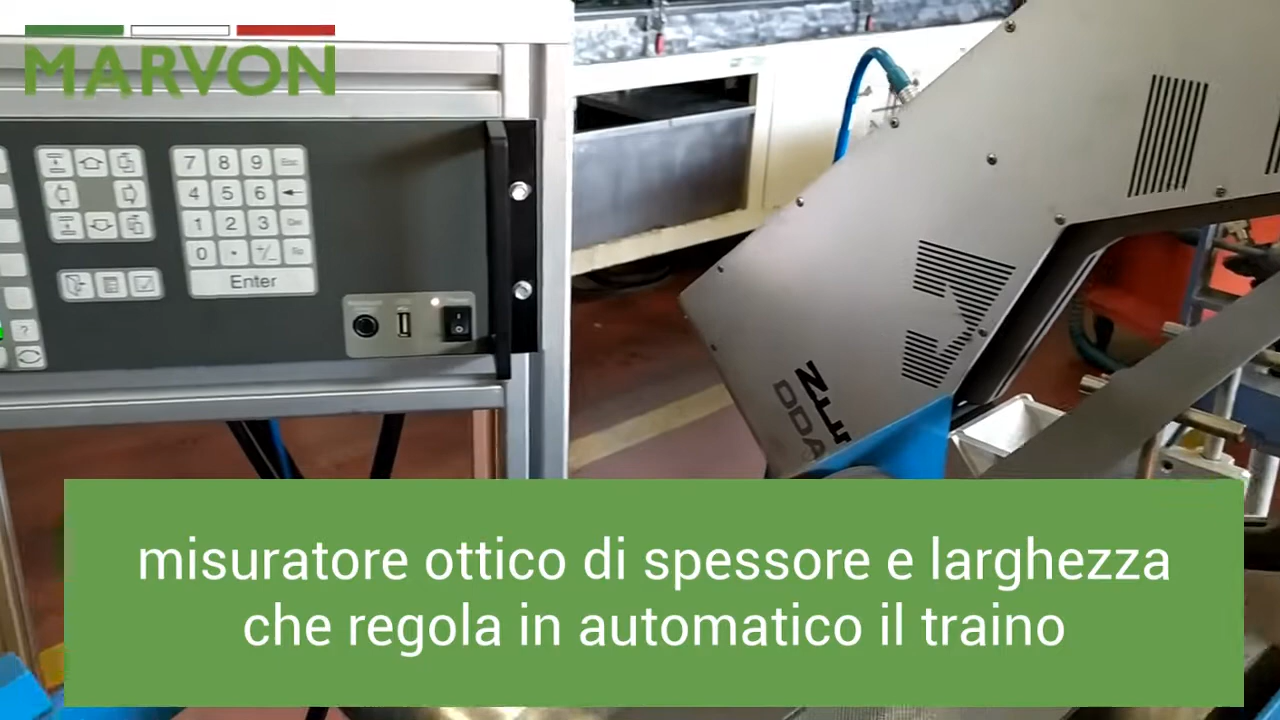 MARVON
7 8 9 Esc
4 5 6
1 2 3
0 . +/-
Enter
?
misuratore ottico di spessore e larghezza
che regola in automatico il traino